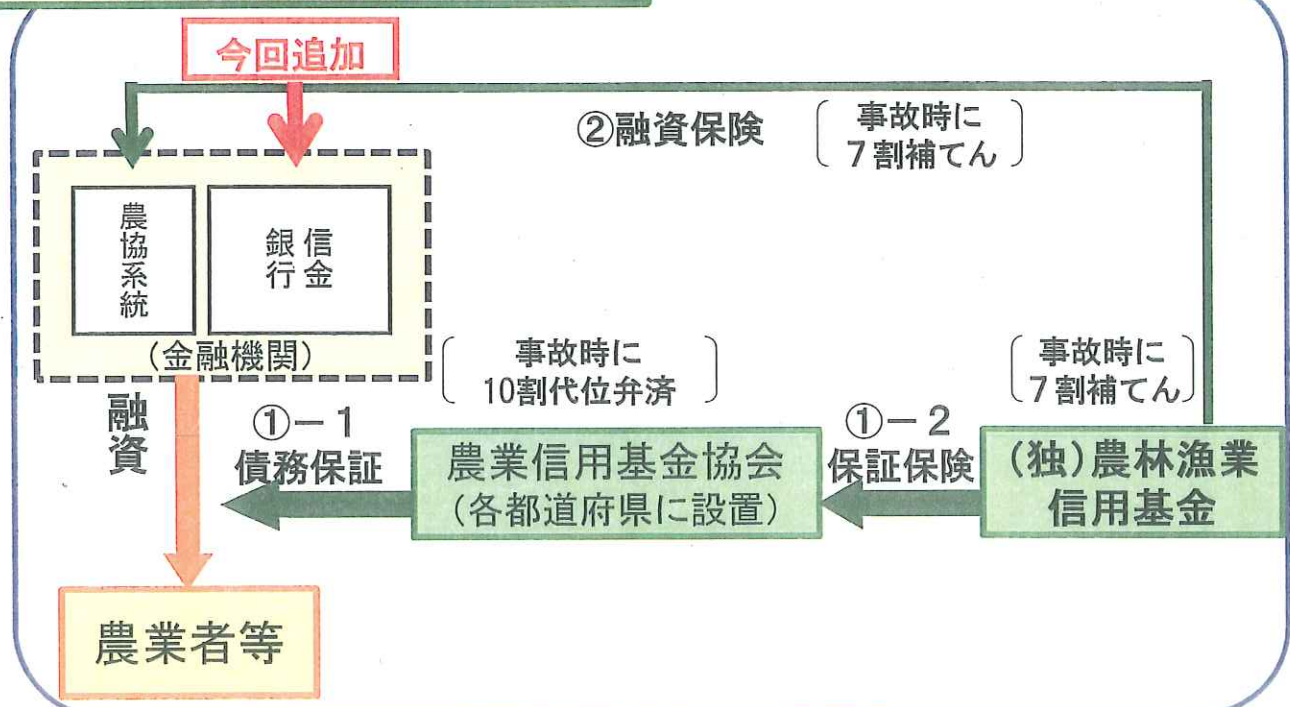 今回追加
②融資保険
事故時に
7割補てん
農協系統
銀行
信金
(金融機関)
融資
①-1
債務保証
事故時に
10割代位弁済
農業信用基金協会
(各都道府県に設置)
①-2
保証保険
事故時に
7割補てん
(独)農林漁業
信用基金
農業者等